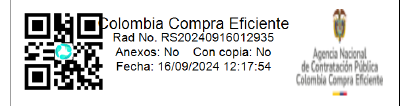 Colombia Compra Eficiente
Rad No. RS20240916012935
Anexos: No Con copia: No
Fecha: 16/09/2024 12:17:54
Agencia Nacional
de Contratación Pública
Colombia Compra Eficiente